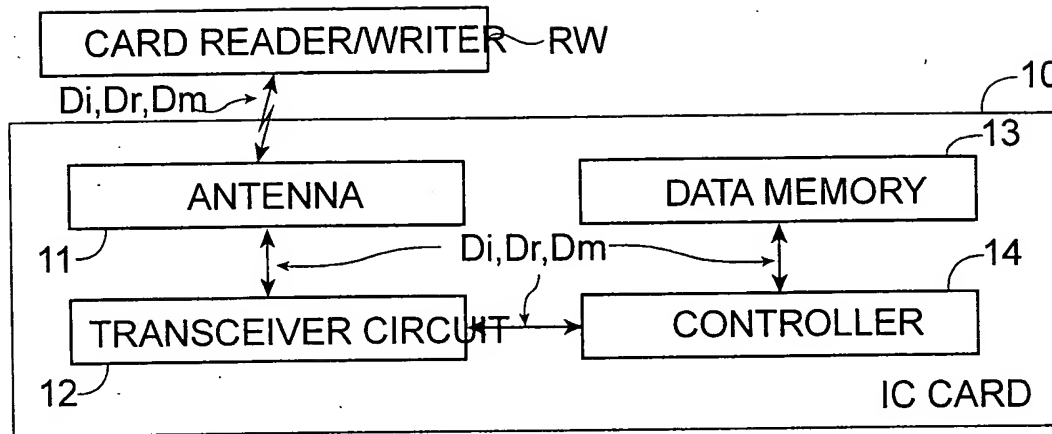 CARD READER/WRITER RW
Di,Dr,Dm
10
13
ANTENNA
DATA MEMORY
11
Di,Dr,Dm
14
TRANSCEIVER CIRCUIT
CONTROLLER
12
IC CARD